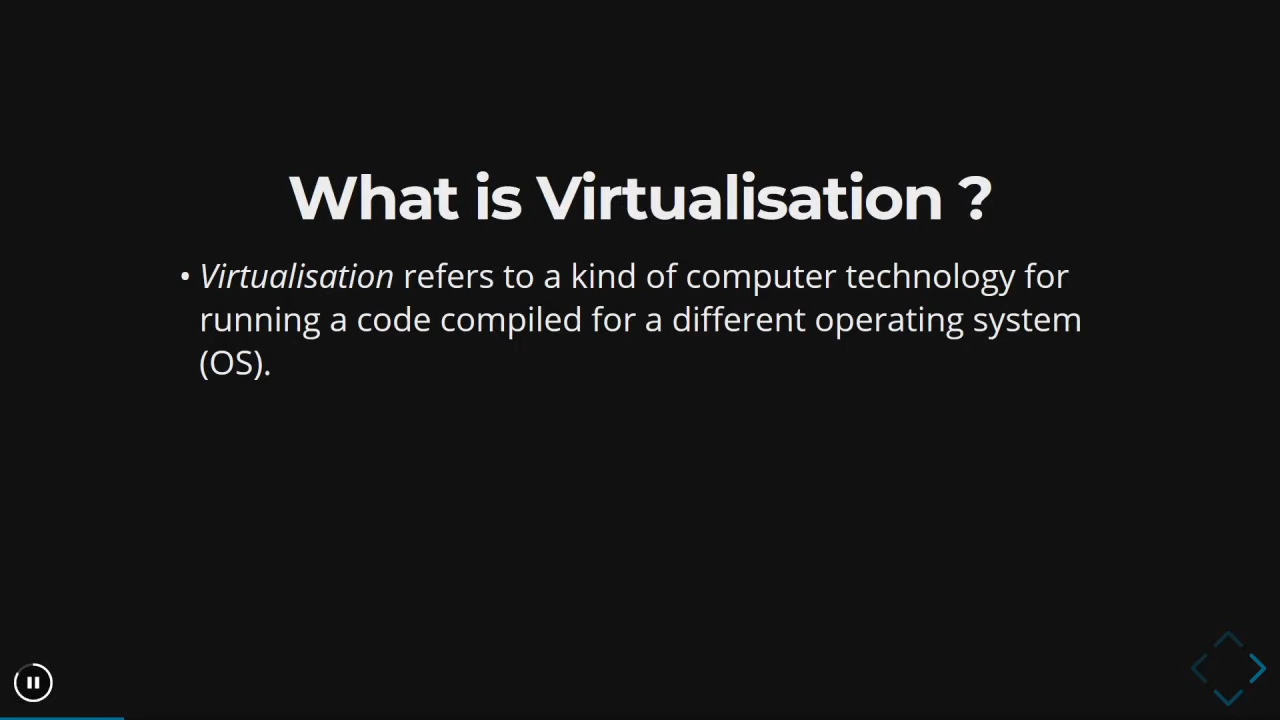 What is Virtualisation ?
• Virtualisation refers to a kind of computer technology for
running a code compiled for a different operating system
(OS).